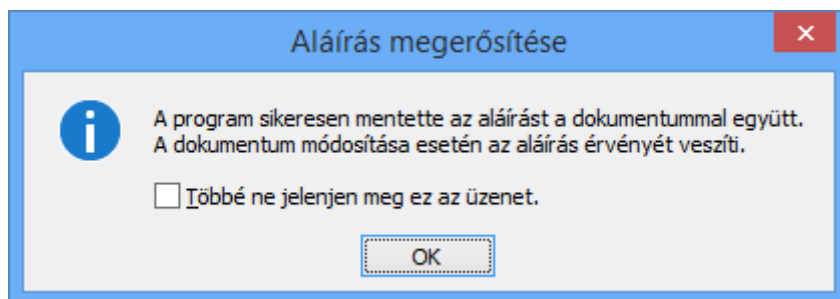 Aláírás megerősítése
A program sikeresen mentette az aláírást a dokumentummal együtt.
A dokumentum módosítása esetén az aláírás érvényét veszíti.
Többé ne jelenjen meg ez az üzenet.
OK